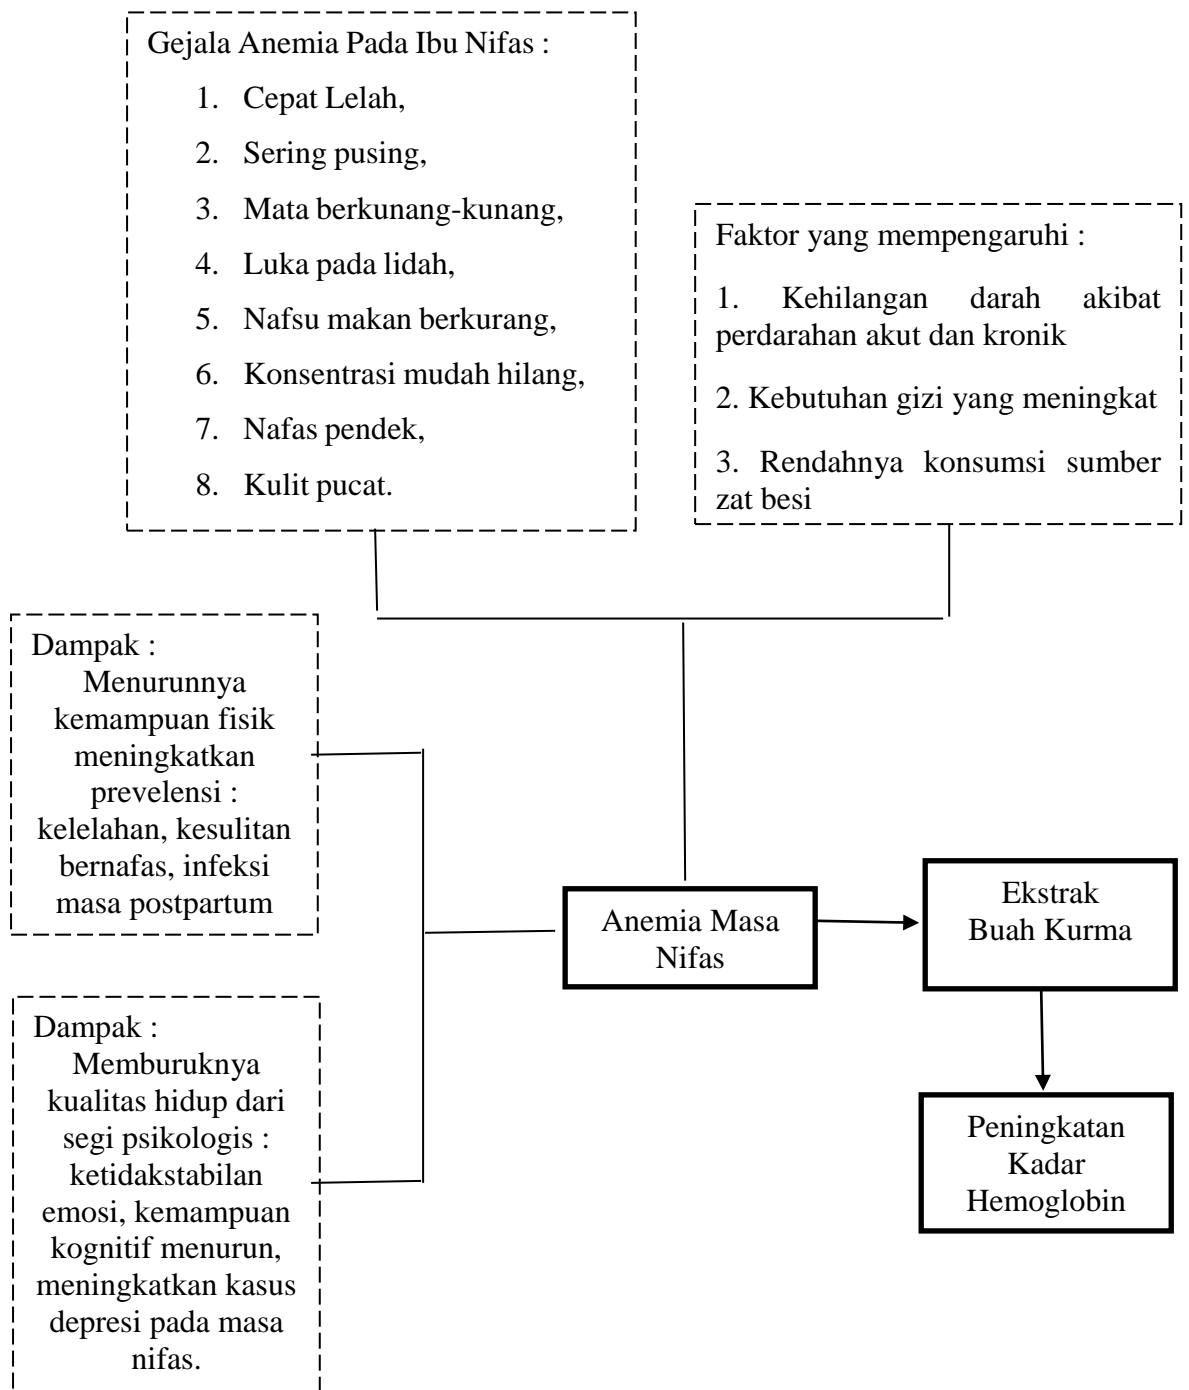 Gejala Anemia Pada Ibu Nifas :
1. Cepat Lelah,
2. Sering pusing,
3. Mata berkunang-kunang,
4. Luka pada lidah,
5. Nafsu makan berkurang,
6. Konsentrasi mudah hilang,
7. Nafas pendek,
8. Kulit pucat.
Faktor yang mempengaruhi :
1. Kehilangan darah akibat
perdarahan akut dan kronik
2. Kebutuhan gizi yang meningkat
3. Rendahnya konsumsi sumber
zat besi
Dampak :
Menurunnya
kemampuan fisik
meningkatkan
prevelensi :
kelelahan, kesulitan
bernafas, infeksi
masa postpartum
Anemia Masa
Nifas
Ekstrak
Buah Kurma
Dampak :
Memburuknya
kualitas hidup dari
segi psikologis :
ketidakstabilan
emosi, kemampuan
kognitif menurun,
meningkatkan kasus
depresi pada masa
nifas.
Peningkatan
Kadar
Hemoglobin